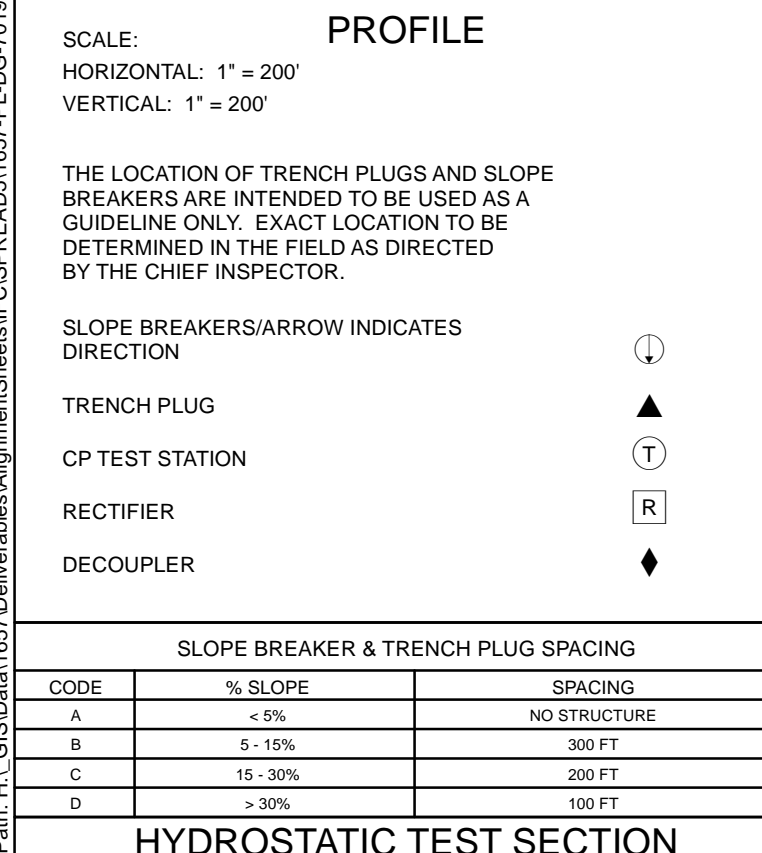 PROFILE
SCALE:
HORIZONTAL: 1" = 200'
VERTICAL: 1" = 200'
THE LOCATION OF TRENCH PLUGS AND SLOPE
BREAKERS ARE INTENDED TO BE USED AS A
GUIDELINE ONLY. EXACT LOCATION TO BE
DETERMINED IN THE FIELD AS DIRECTED
BY THE CHIEF INSPECTOR.
SLOPE BREAKERS/ARROW INDICATES
DIRECTION
TRENCH PLUG
CP TEST STATION T
RECTIFIER R
DECOUPLER
SLOPE BREAKER & TRENCH PLUG SPACING
CODE % SLOPE SPACING
A < 5% NO STRUCTURE
B 5 - 15% 300 FT
C 15 - 30% 200 FT
D > 30% 100 FT
HYDROSTATIC TEST SECTION